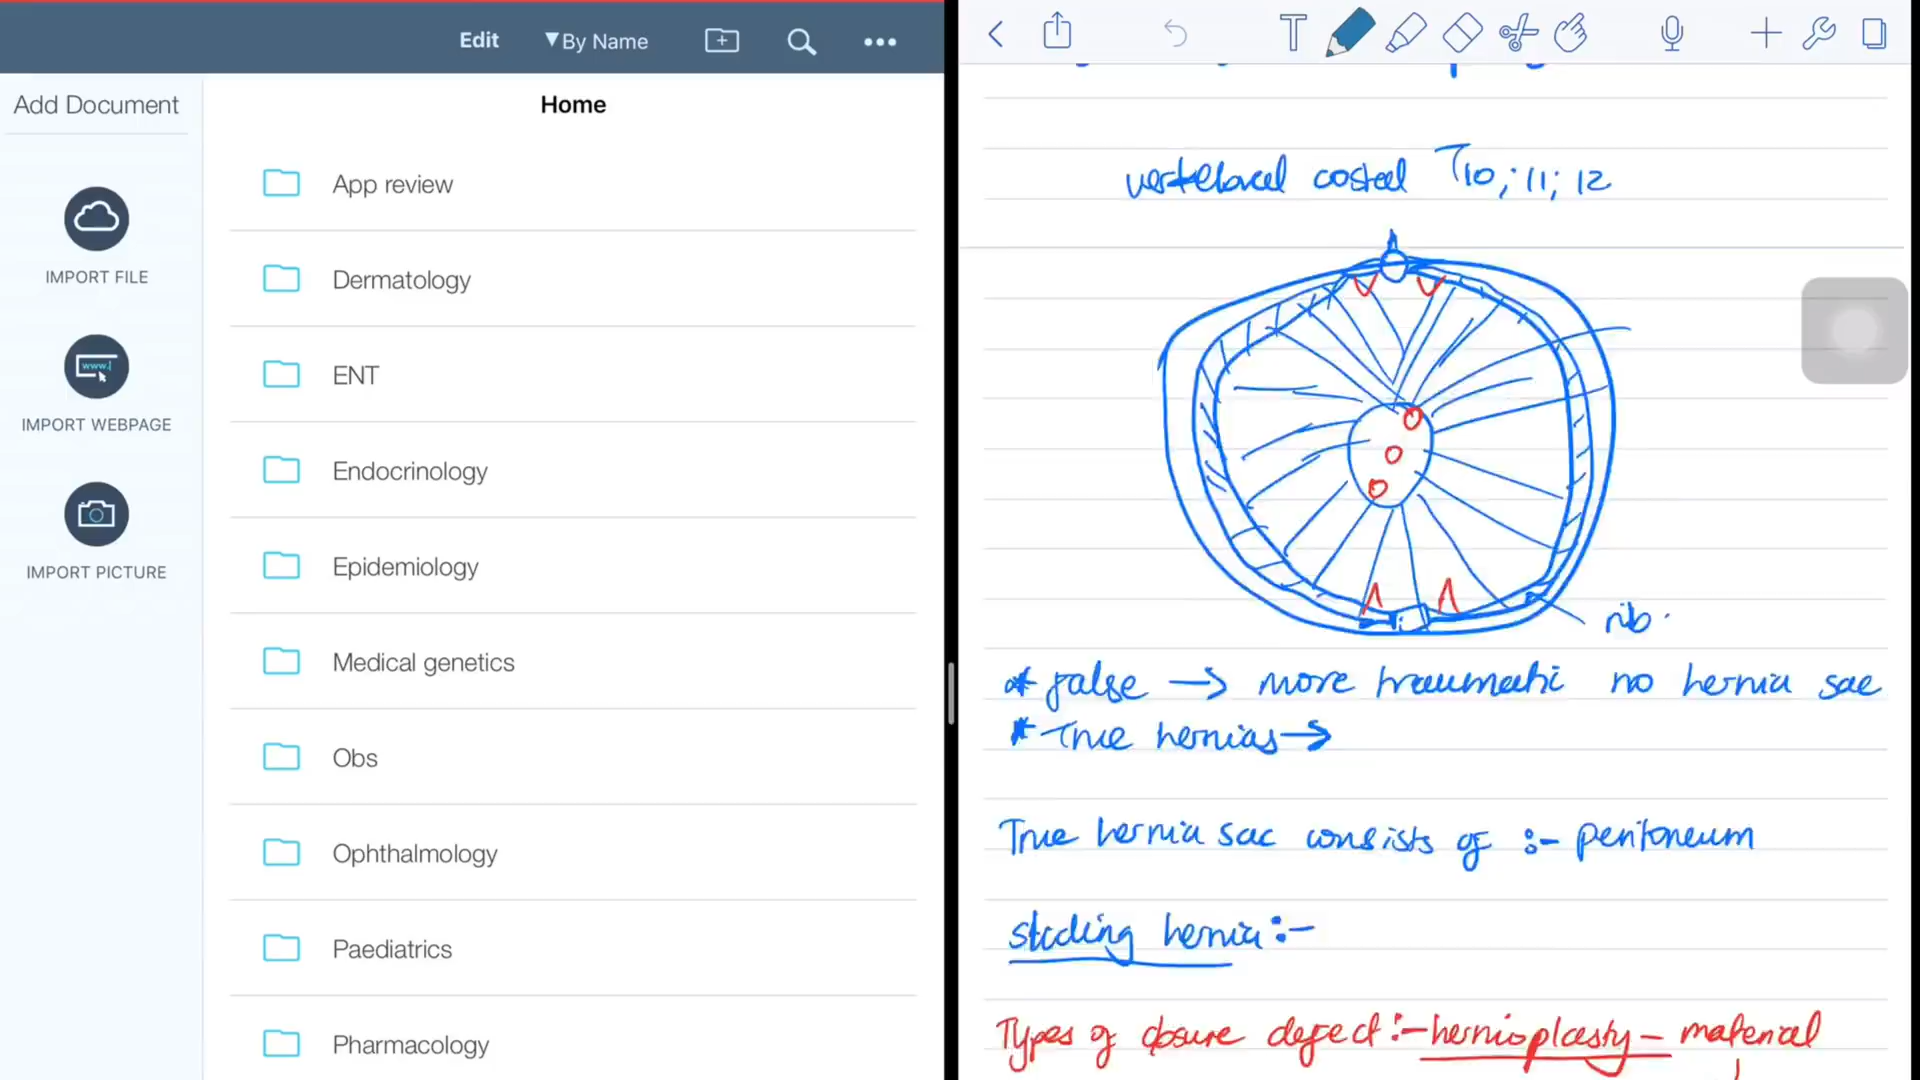 Edit
▼By Name
Add Document
Home
IMPORT FILE
IMPORT WEBPAGE
IMPORT PICTURE
www.
App review
Dermatology
ENT
Endocrinology
Epidemiology
Medical genetics
Obs
Ophthalmology
Paediatrics
Pharmacology
T
costal T10; 11; 12
rib
* false → more traumatic no hernia sac
* True hernias →
True hernia sac consists of :- peritoneum
sliding hernia :-
Types of closure defect :- hernioplasty - material